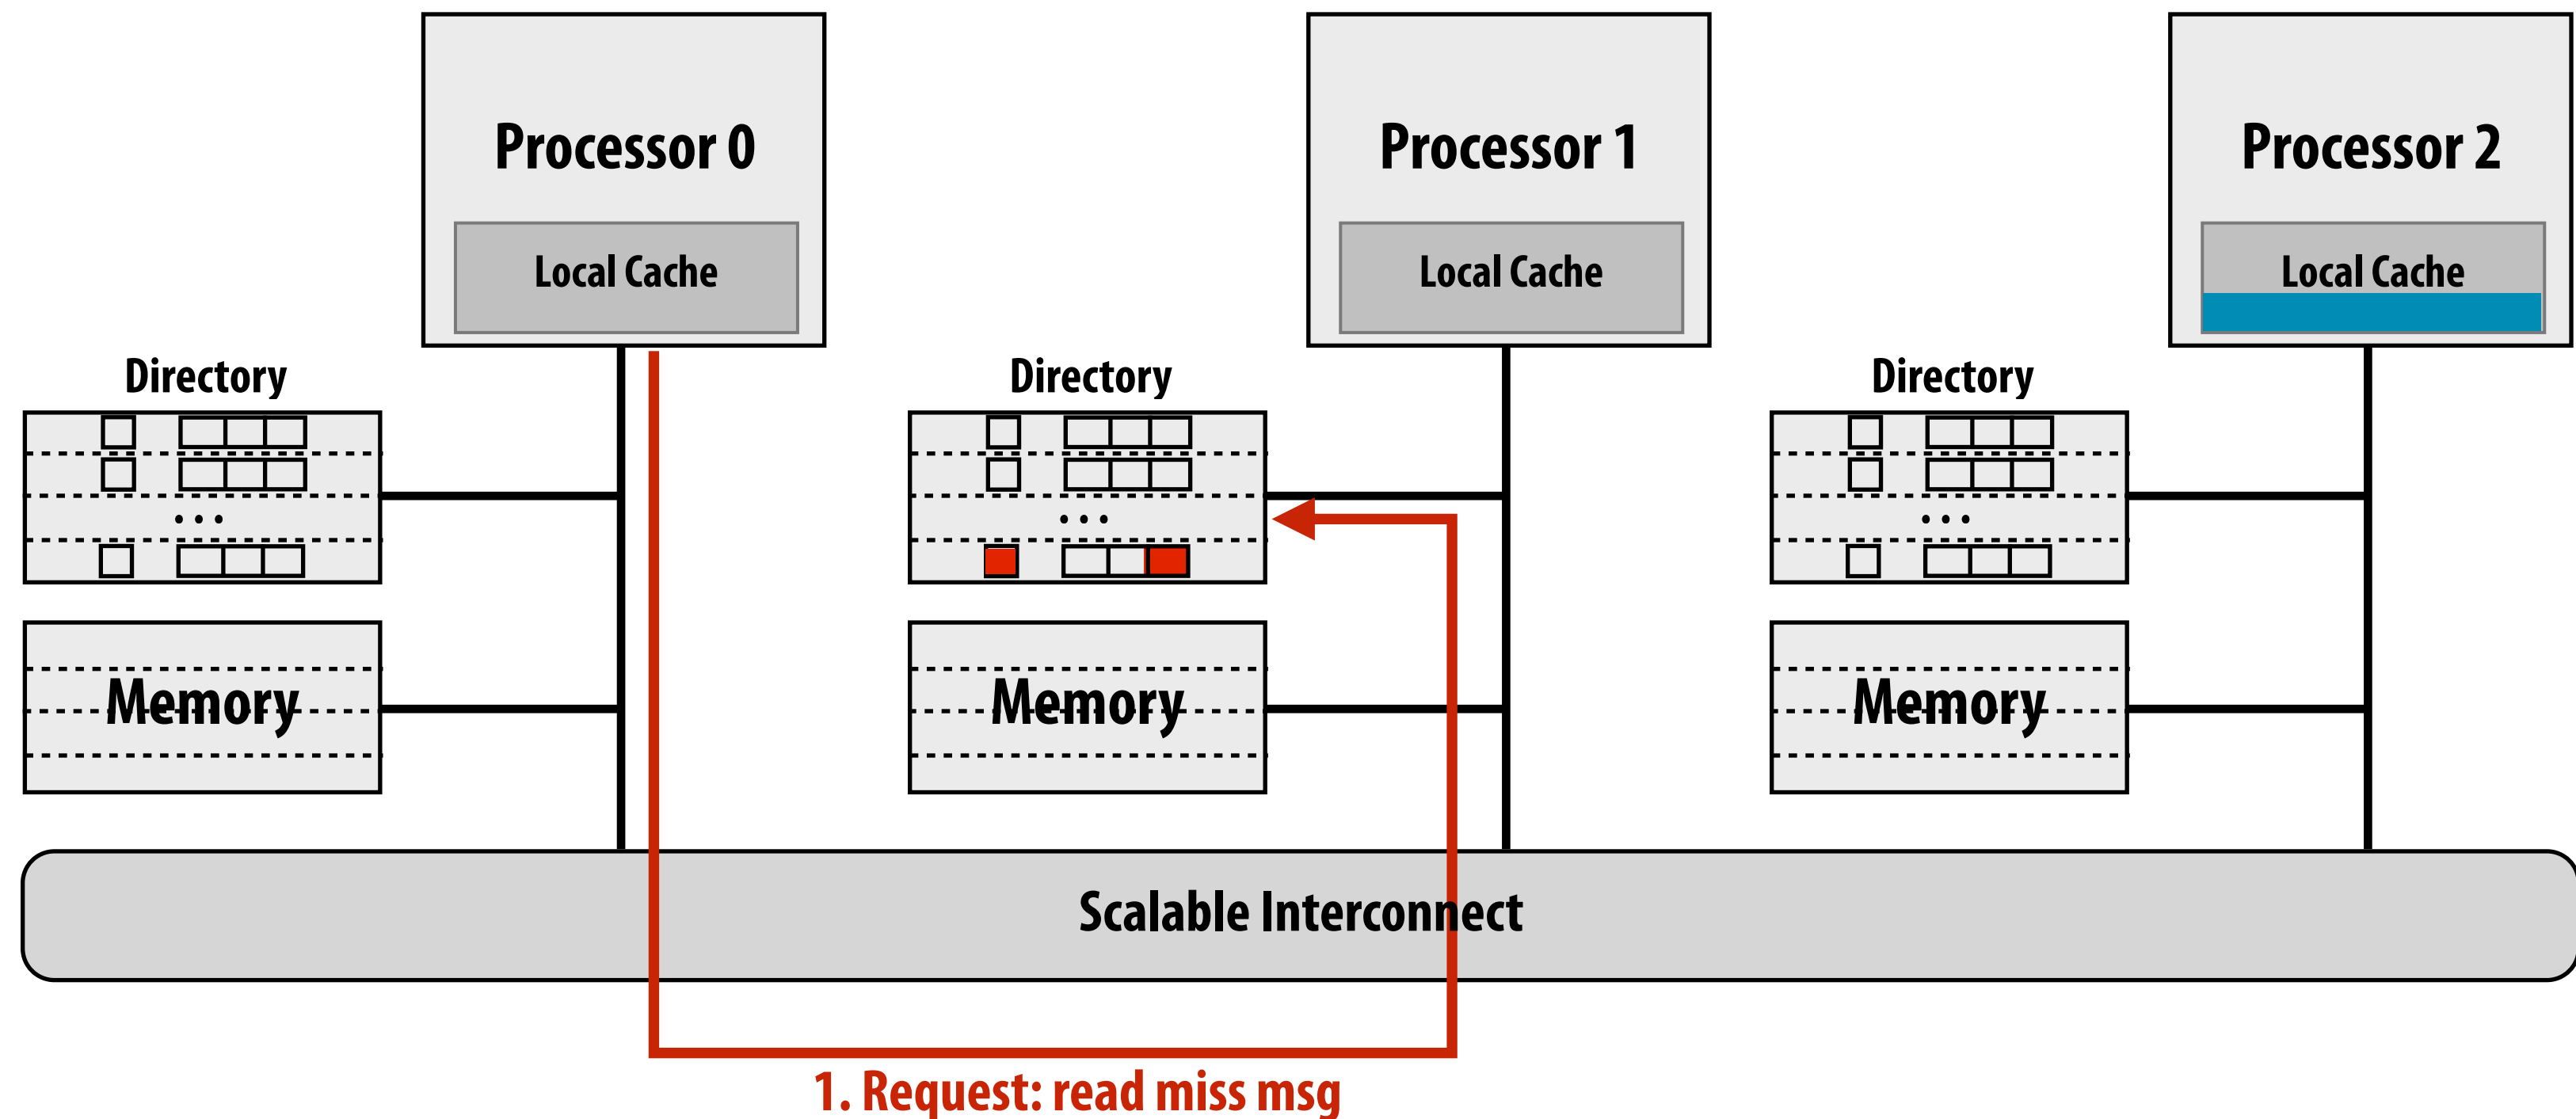 Processor 0
Processor 1
Processor 2
Local Cache
Local Cache
Local Cache
Directory
Directory
Directory
...
...
...
Memory
Memory
Memory
Scalable Interconnect
1. Request: read miss msg